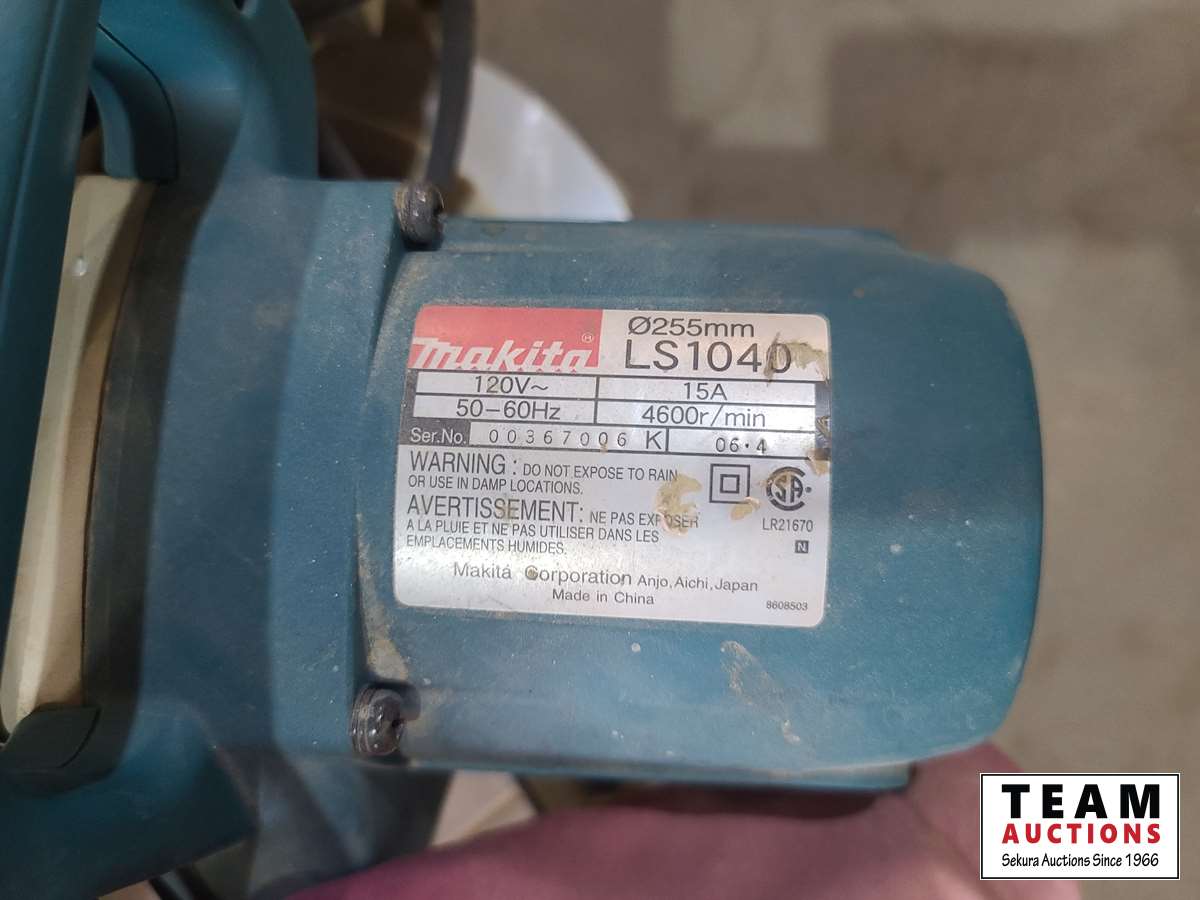 makita®
Ø255mm
LS1040
120V~ 15A
50-60Hz 4600r/min
Ser.No. 00367006 K 06·4
WARNING : DO NOT EXPOSE TO RAIN
OR USE IN DAMP LOCATIONS.
AVERTISSEMENT: NE PAS EXPOSER
A LA PLUIE ET NE PAS UTILISER DANS LES
EMPLACEMENTS HUMIDES.
CSA
LR21670
N
Makita Corporation Anjo, Aichi, Japan
Made in China
8608503
TEAM
AUCTIONS
Sekura Auctions Since 1966